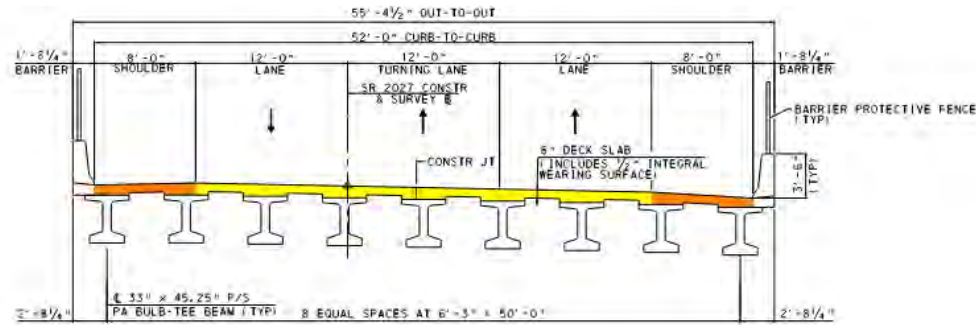 55'-4½" OUT-TO-OUT
52'-0" CURB-TO-CURB
1'-8¼" 8'-0" 12'-0" 12'-0" 12'-0" 8'-0" 1'-8¼"
BARRIER SHOULDER LANE TURNING LANE LANE SHOULDER BARRIER
SR 2027 CONSTR
& SURVEY ℄
BARRIER PROTECTIVE FENCE
(TYP)
CONSTR JT
8" DECK SLAB
(INCLUDES ½" INTEGRAL
WEARING SURFACE)
3'-6"
(TYP)
℄ 33" x 45.25" P/S
PA BULB-TEE BEAM (TYP)
2'-8¼" 8 EQUAL SPACES AT 6'-3" = 50'-0" 2'-8¼"